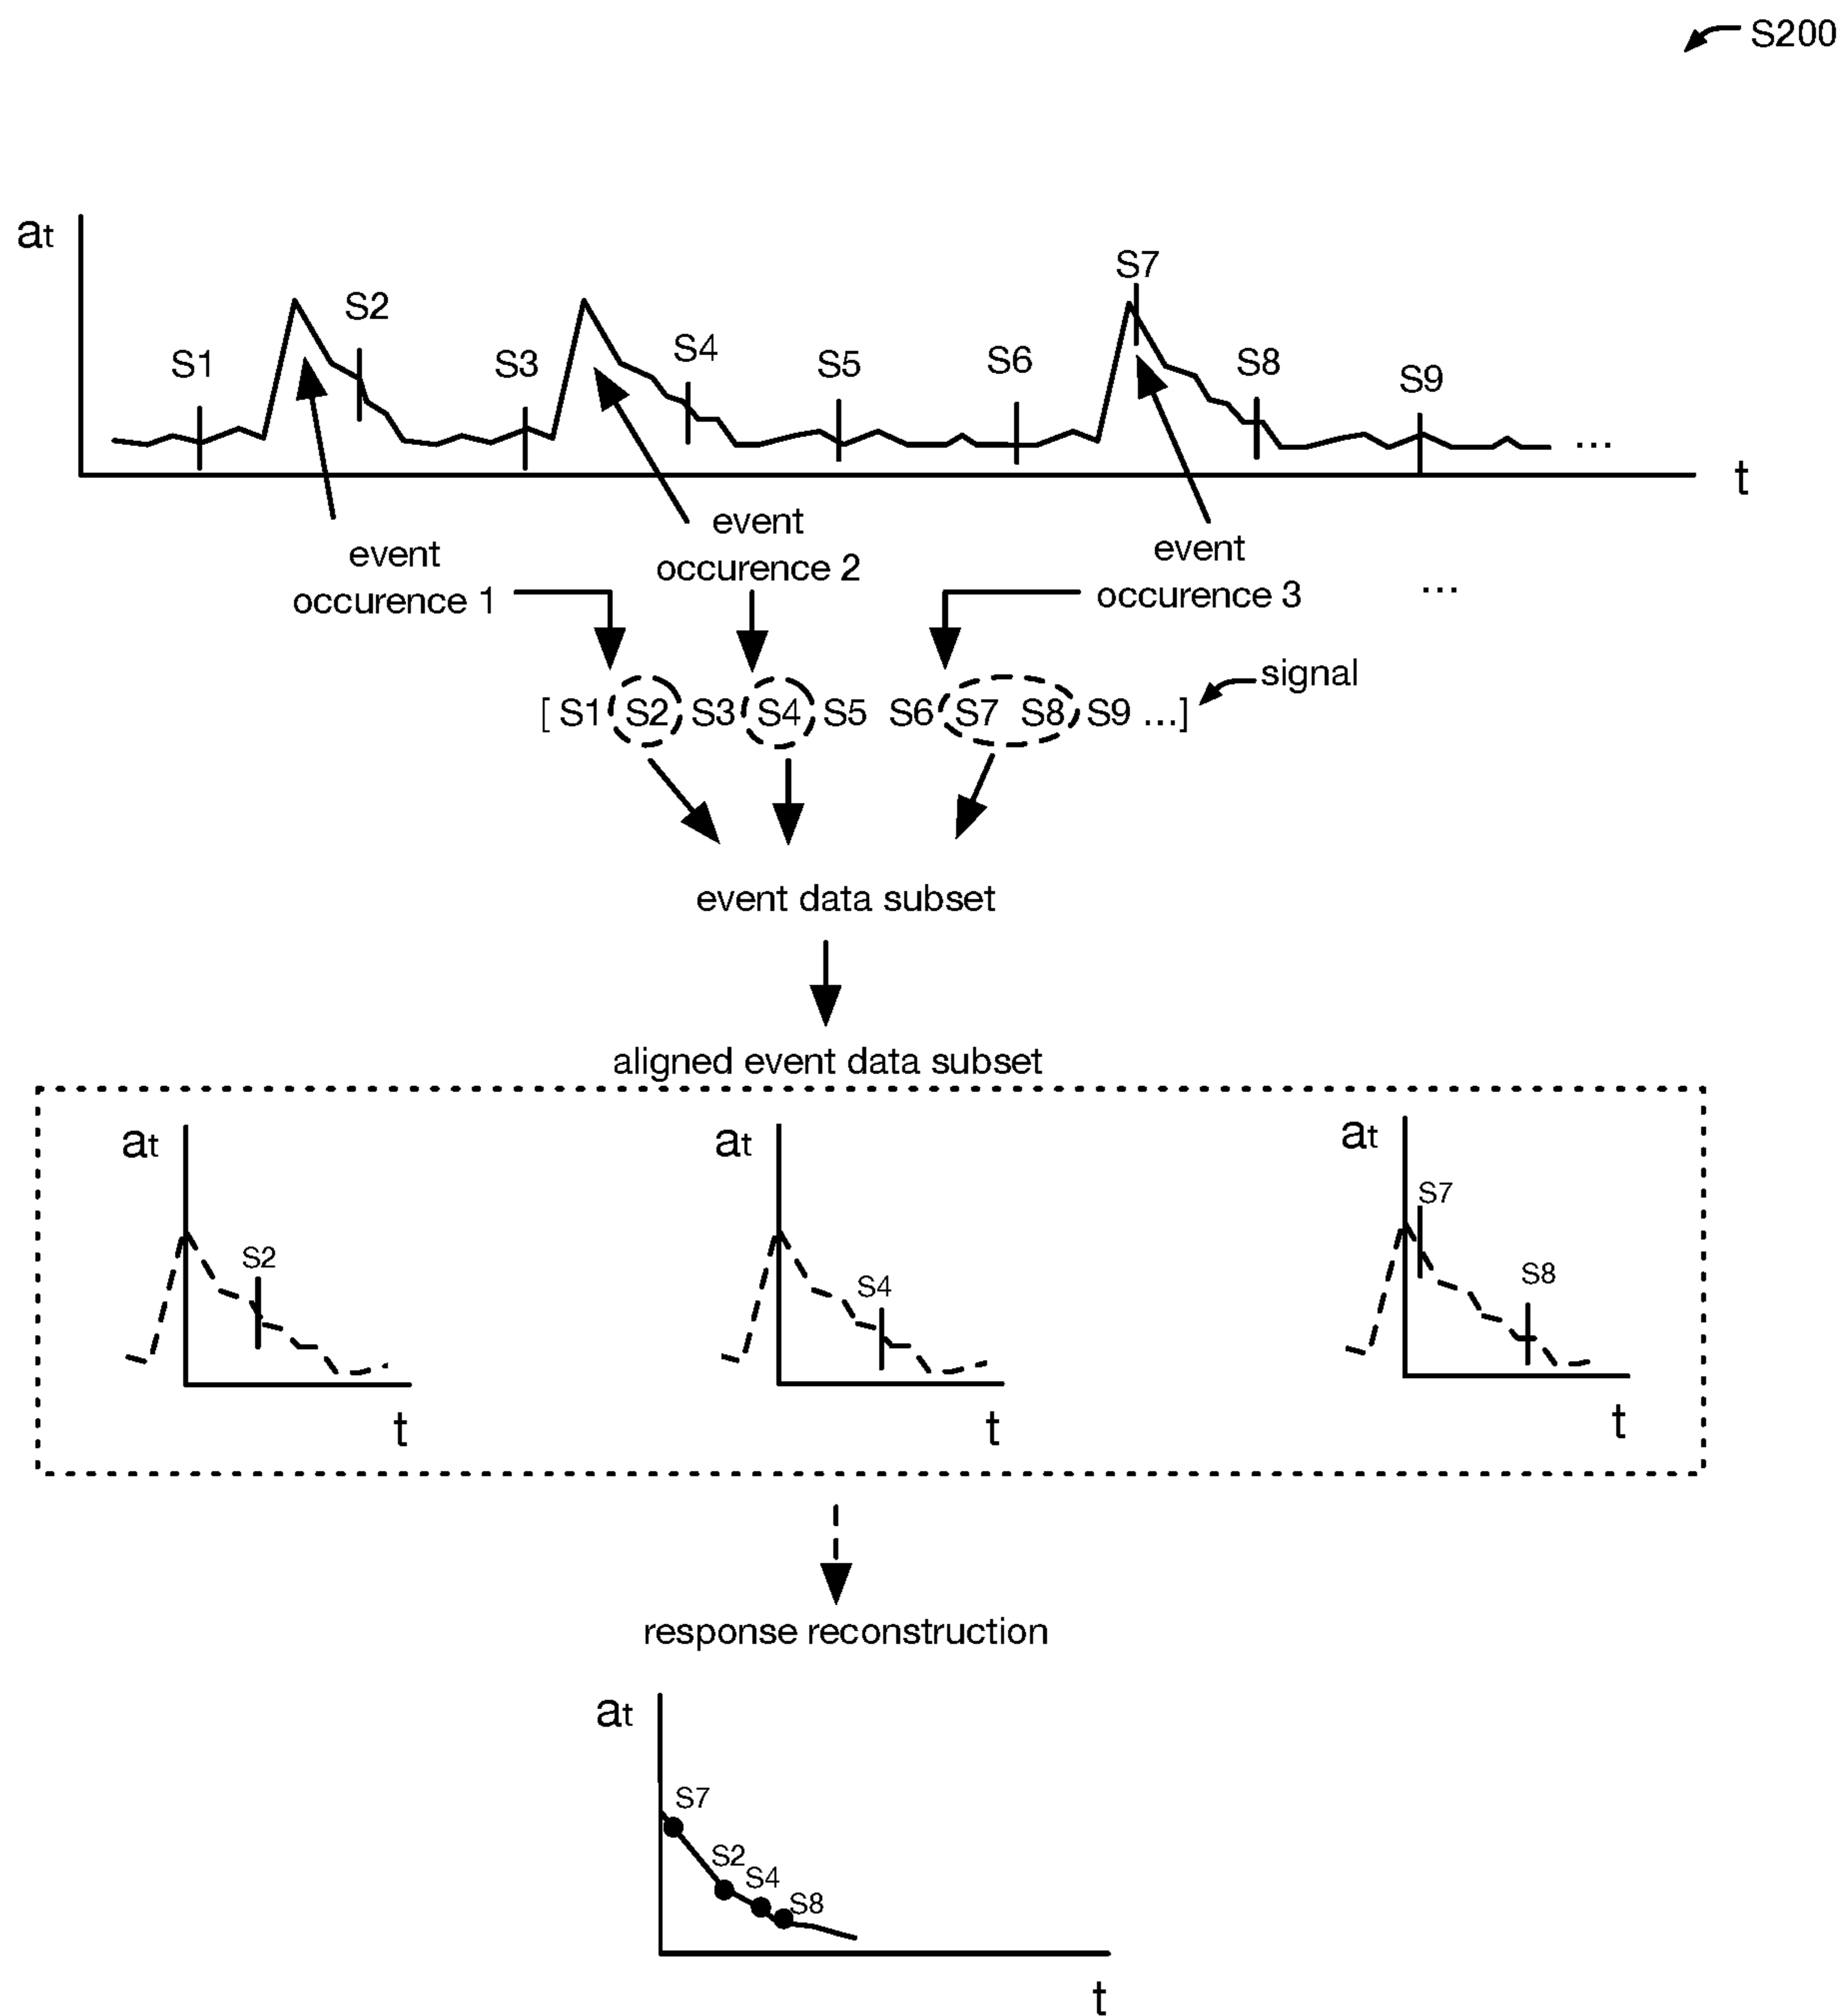 S200
at
S7
S2
S4
S8
S1
S3
S5
S6
S9
...
t
event
occurence 1
event
occurence 2
event
occurence 3
...
signal
[ S1 S2 S3 S4 S5 S6 S7 S8 S9 ...]
event data subset
aligned event data subset
at
S2
t
at
S4
t
at
S7
S8
t
response reconstruction
at
S7
S2
S4
S8
t